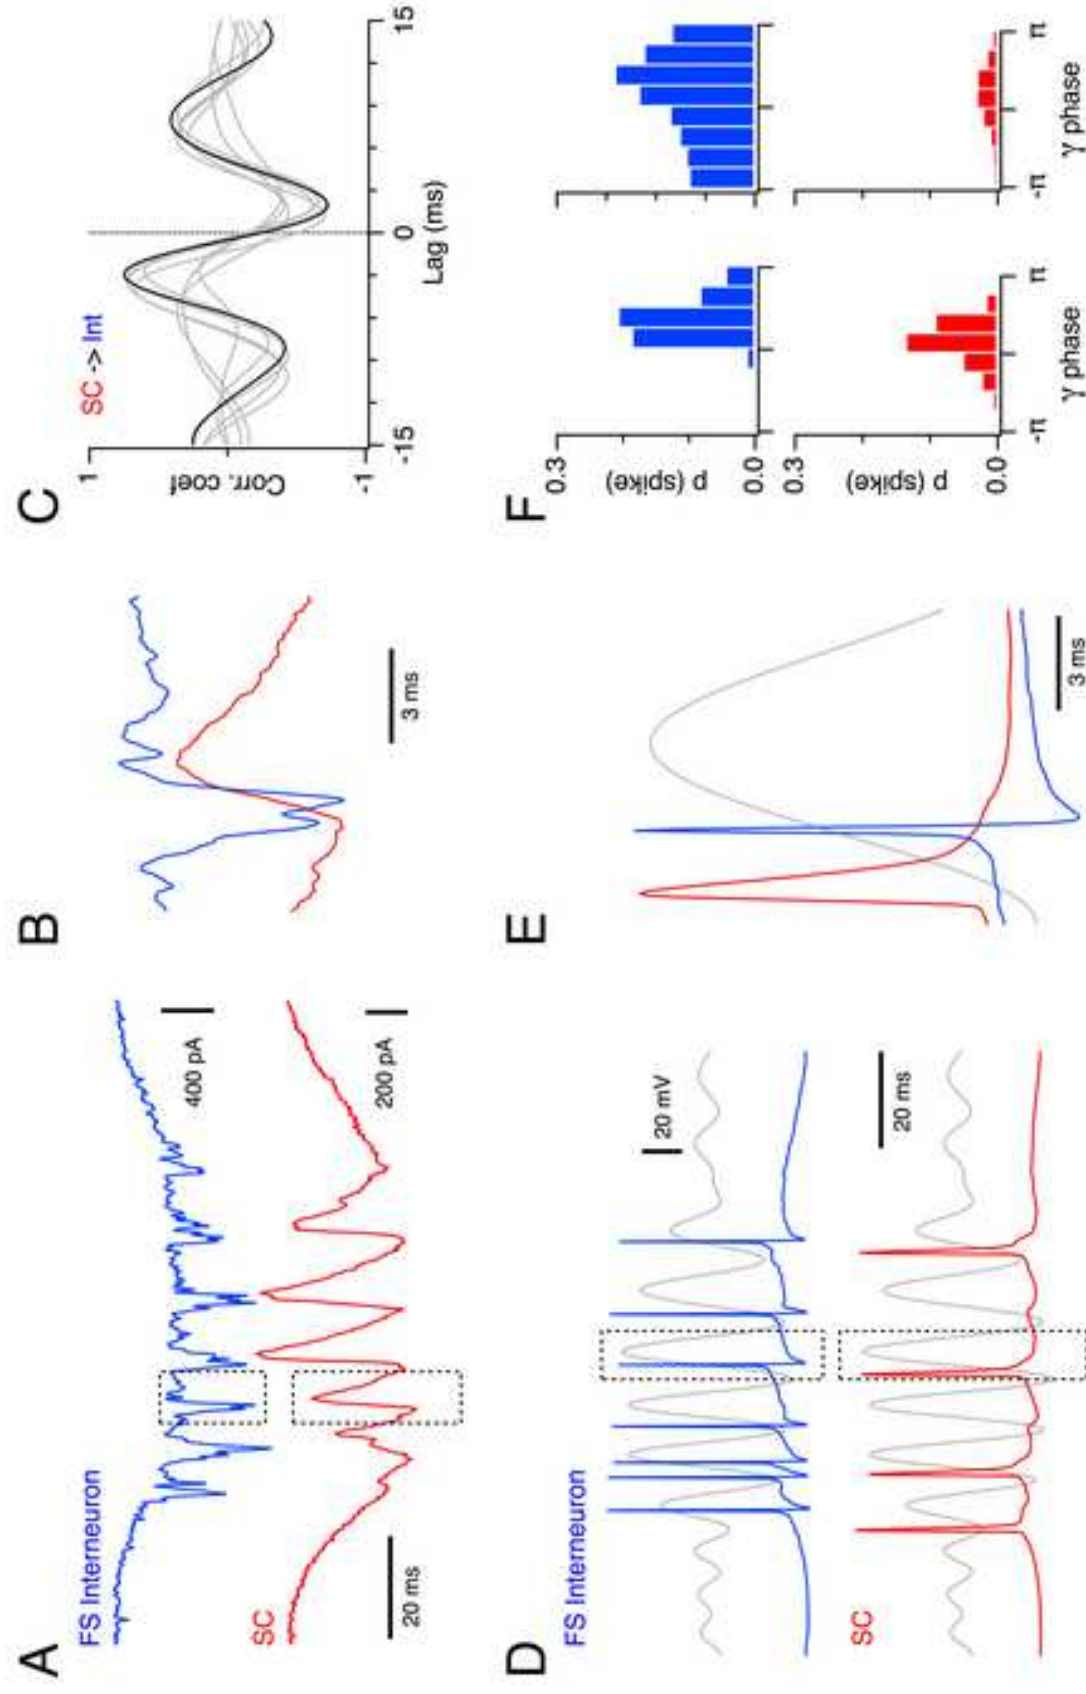 A
FS Interneuron
400 pA
SC
200 pA
20 ms
B
3 ms
C
SC -> Int
1
Corr. coef
-1
-15
0
15
Lag (ms)
D
FS Interneuron
20 mV
SC
20 ms
E
3 ms
F
0.3
p (spike)
0.0
0.3
p (spike)
0.0
-π
π
γ phase
-π
π
γ phase